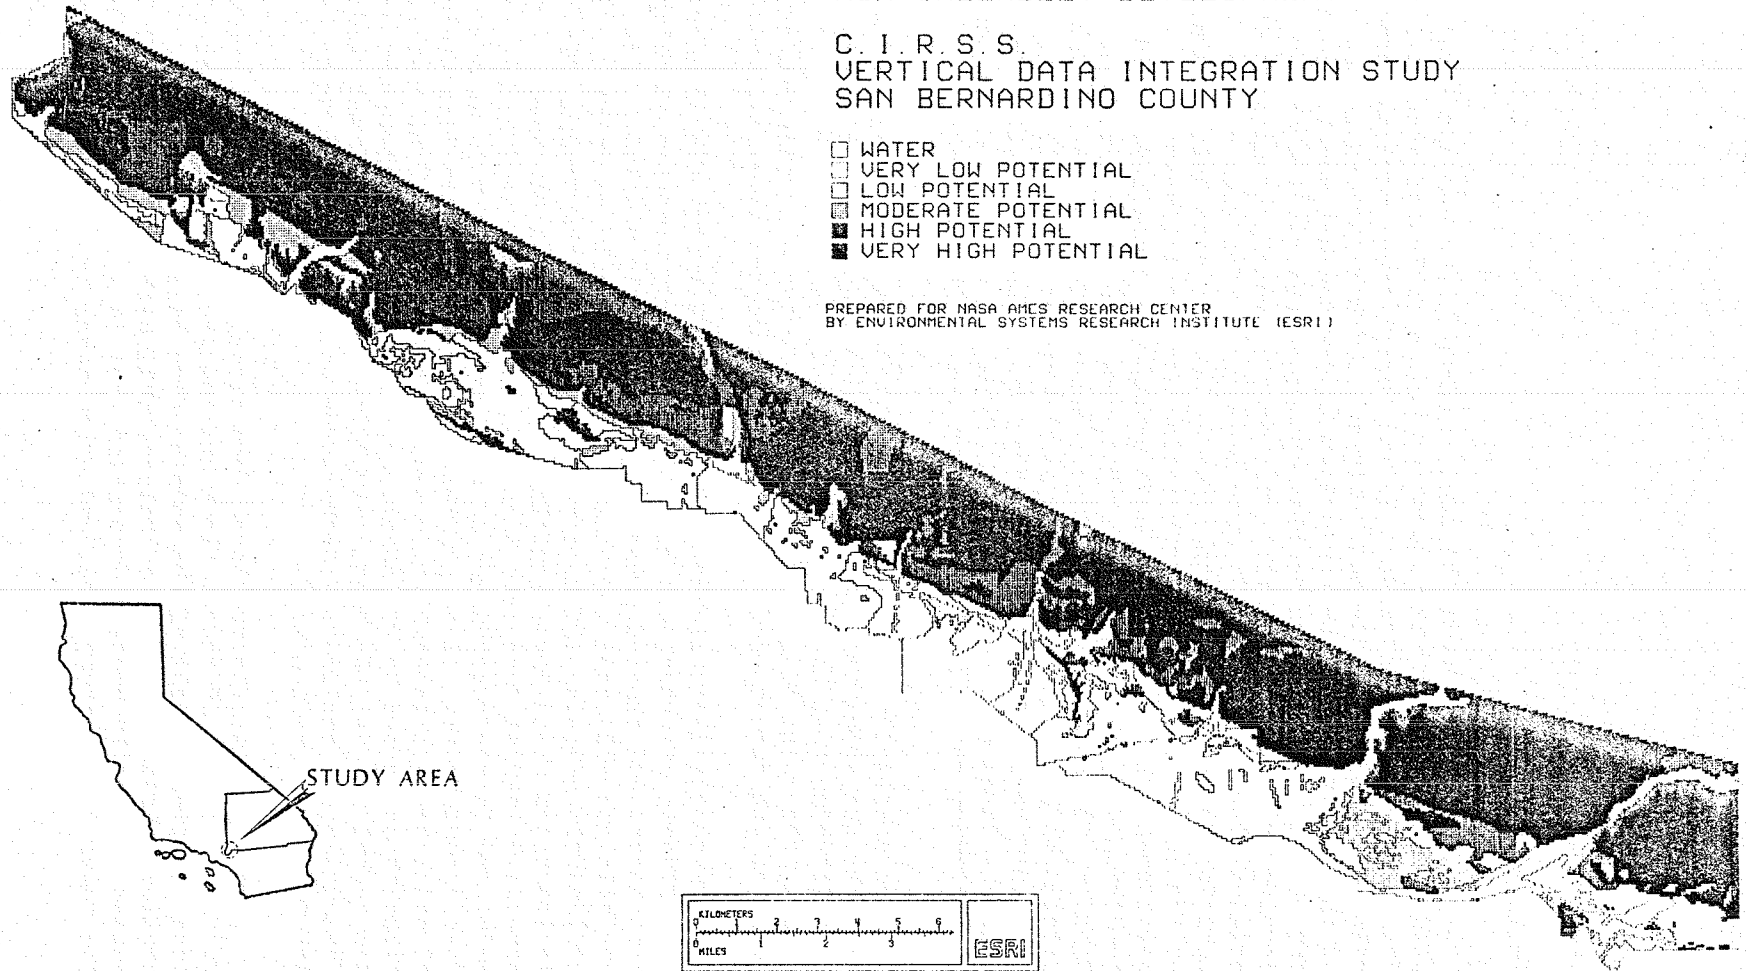 C.I.R.S.S.
VERTICAL DATA INTEGRATION STUDY
SAN BERNARDINO COUNTY
WATER
VERY LOW POTENTIAL
LOW POTENTIAL
MODERATE POTENTIAL
HIGH POTENTIAL
VERY HIGH POTENTIAL
PREPARED FOR NASA AMES RESEARCH CENTER
BY ENVIRONMENTAL SYSTEMS RESEARCH INSTITUTE (ESRI)
STUDY AREA
KILOMETERS
0 1 2 3 4 5 6
0 1 2 3
MILES
ESRI